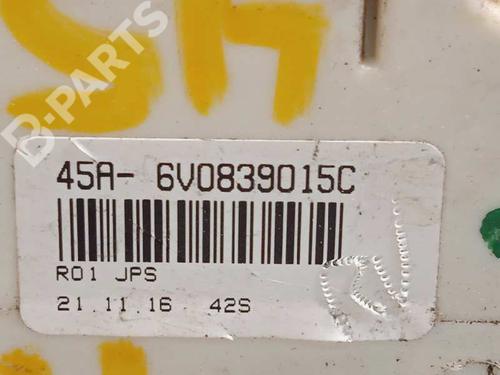 B-PARTS
45A- 6V0839015C
R01 JPS
21.11.16 42S